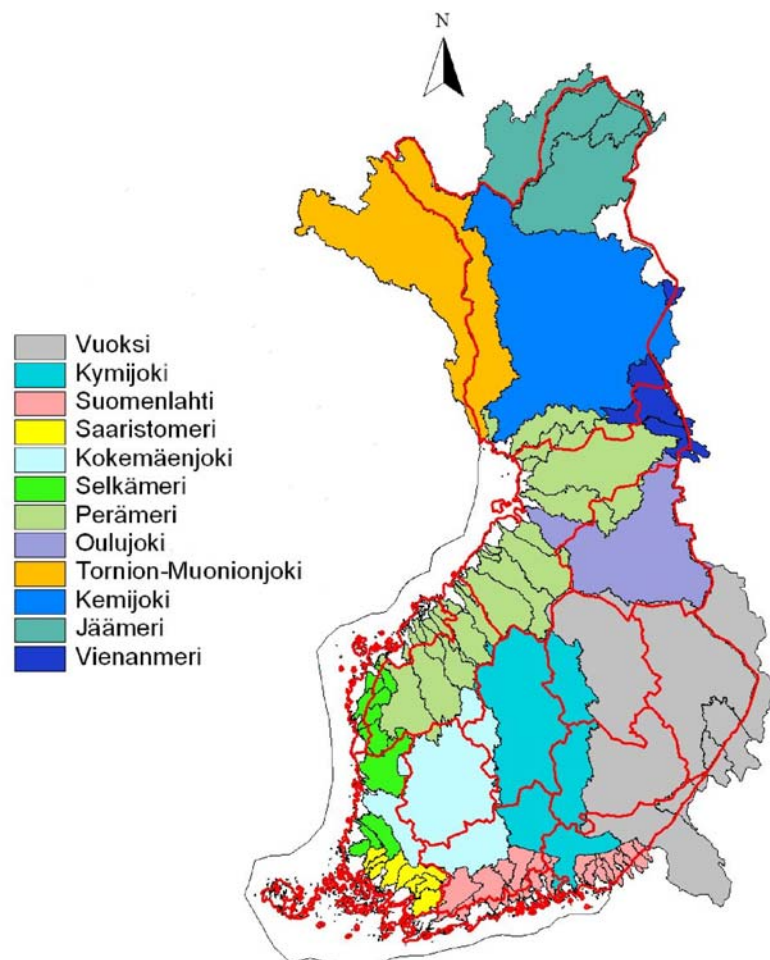 N
Vuoksi
Kymijoki
Suomenlahti
Saaristomeri
Kokemäenjoki
Selkämeri
Perämeri
Oulujoki
Tornion-Muonionjoki
Kemijoki
Jäämeri
Vienanmeri